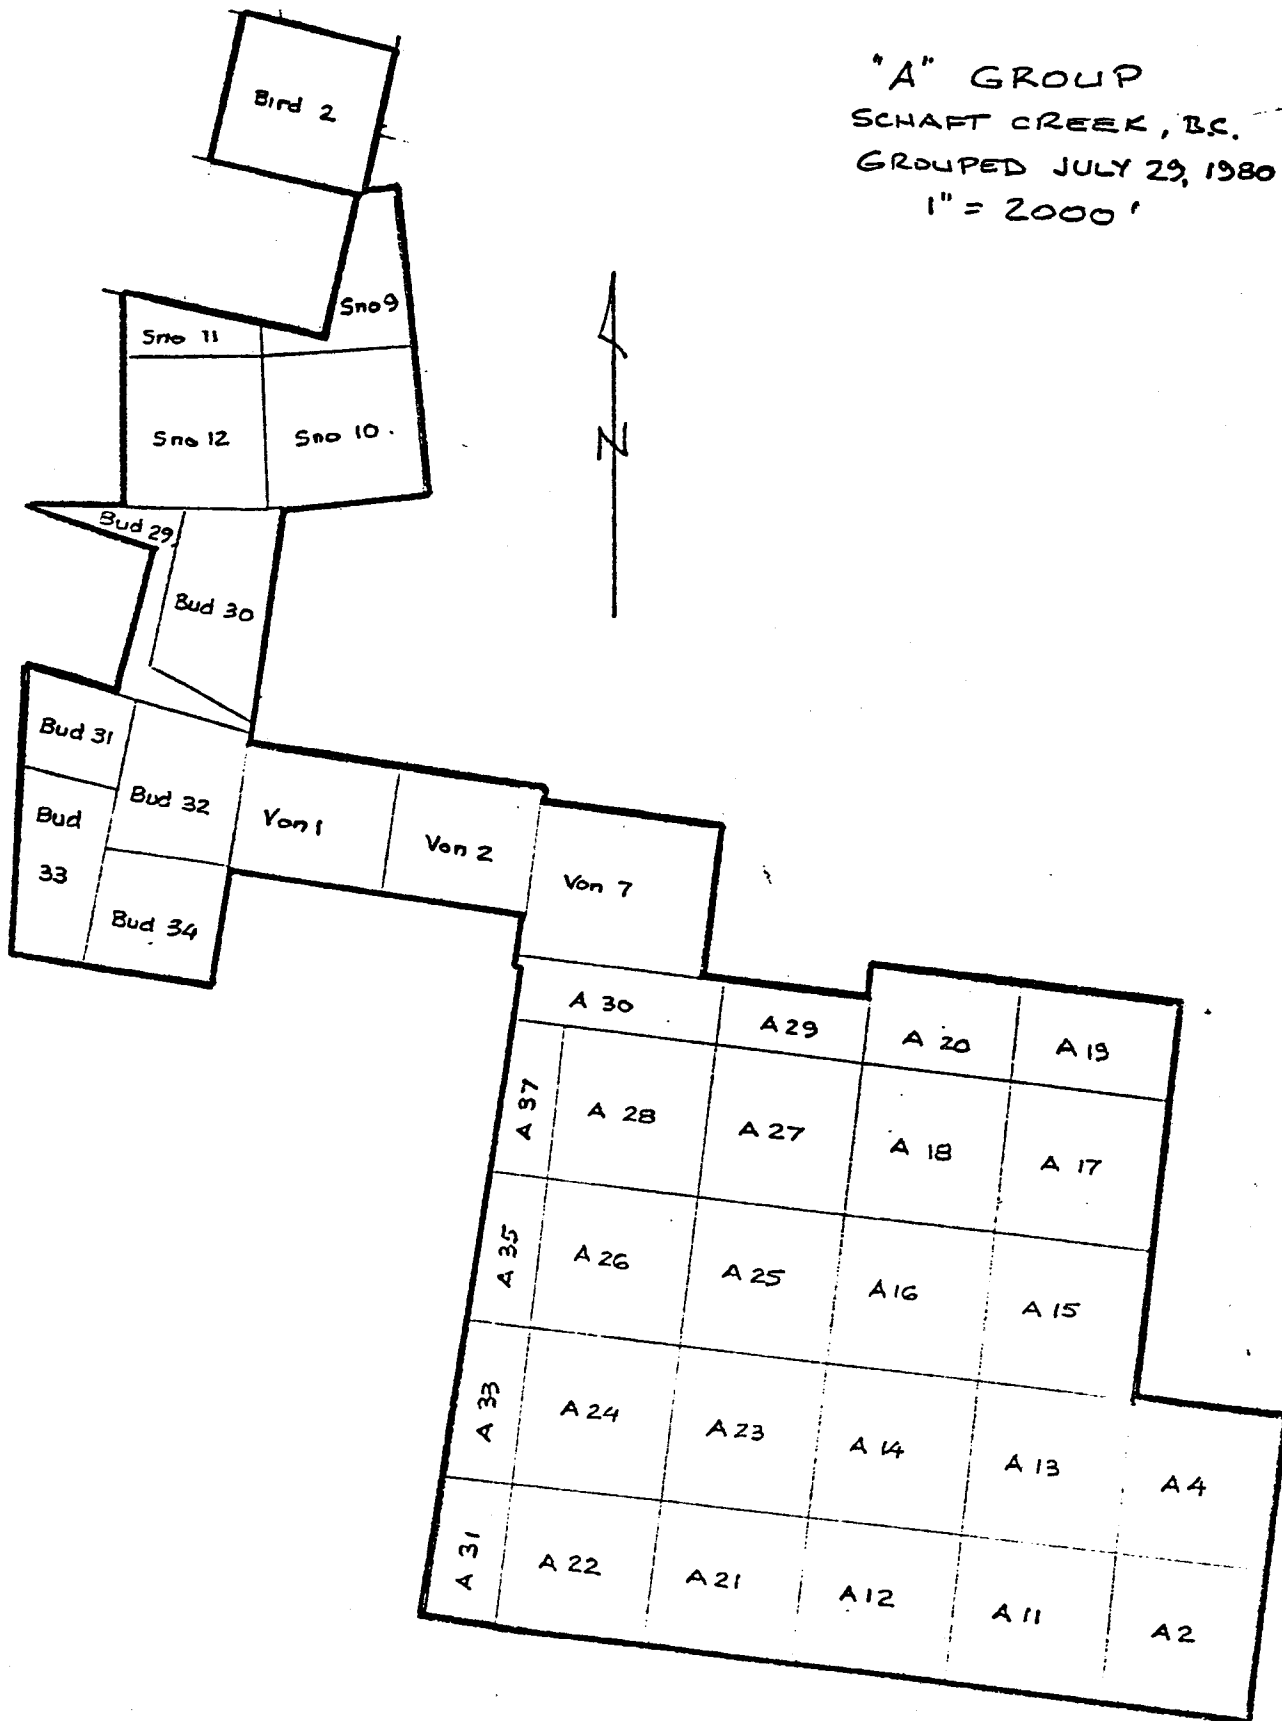 "A" GROUP
SCHAFT CREEK, B.C.
GROUPED JULY 29, 1980
1" = 2000'
Bird 2
Sno 9
Sno 11
Sno 12
Sno 10.
N
Bud 29
Bud 30
Bud 31
Bud 32
Bud
33
Bud 34
Von 1
Von 2
Von 7
A 30
A 29
A 20
A 19
A 37
A 28
A 27
A 18
A 17
A 35
A 26
A 25
A 16
A 15
A 33
A 24
A 23
A 14
A 13
A 4
A 31
A 22
A 21
A 12
A 11
A 2